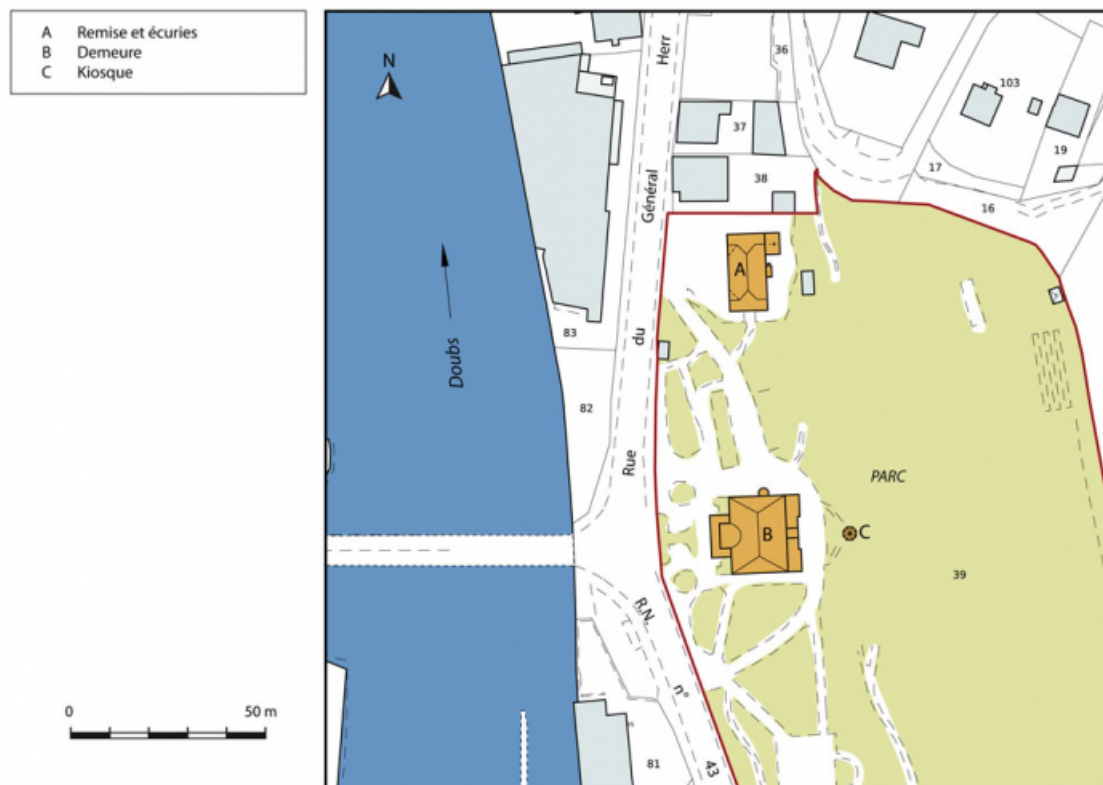 A Remise et écuries
B Demeure
C Kiosque
N
Doubs
Rue du Général Herr
R.N. n° 43
36
37
38
103
19
17
16
83
82
81
A
B
C
PARC
39
0 50 m